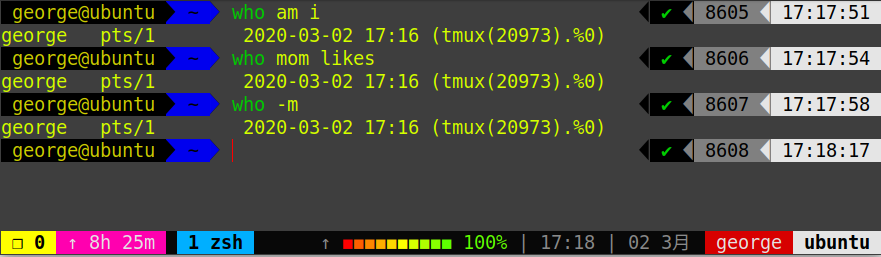 george@ubuntu ~ who am i ✔ 8605 17:17:51
george pts/1 2020-03-02 17:16 (tmux(20973).%0)
george@ubuntu ~ who mom likes ✔ 8606 17:17:54
george pts/1 2020-03-02 17:16 (tmux(20973).%0)
george@ubuntu ~ who -m ✔ 8607 17:17:58
george pts/1 2020-03-02 17:16 (tmux(20973).%0)
george@ubuntu ~ ✔ 8608 17:18:17
❐ 0 ↑ 8h 25m 1 zsh ↑ ■■■■■■■■■■ 100% | 17:18 | 02 3月 george ubuntu